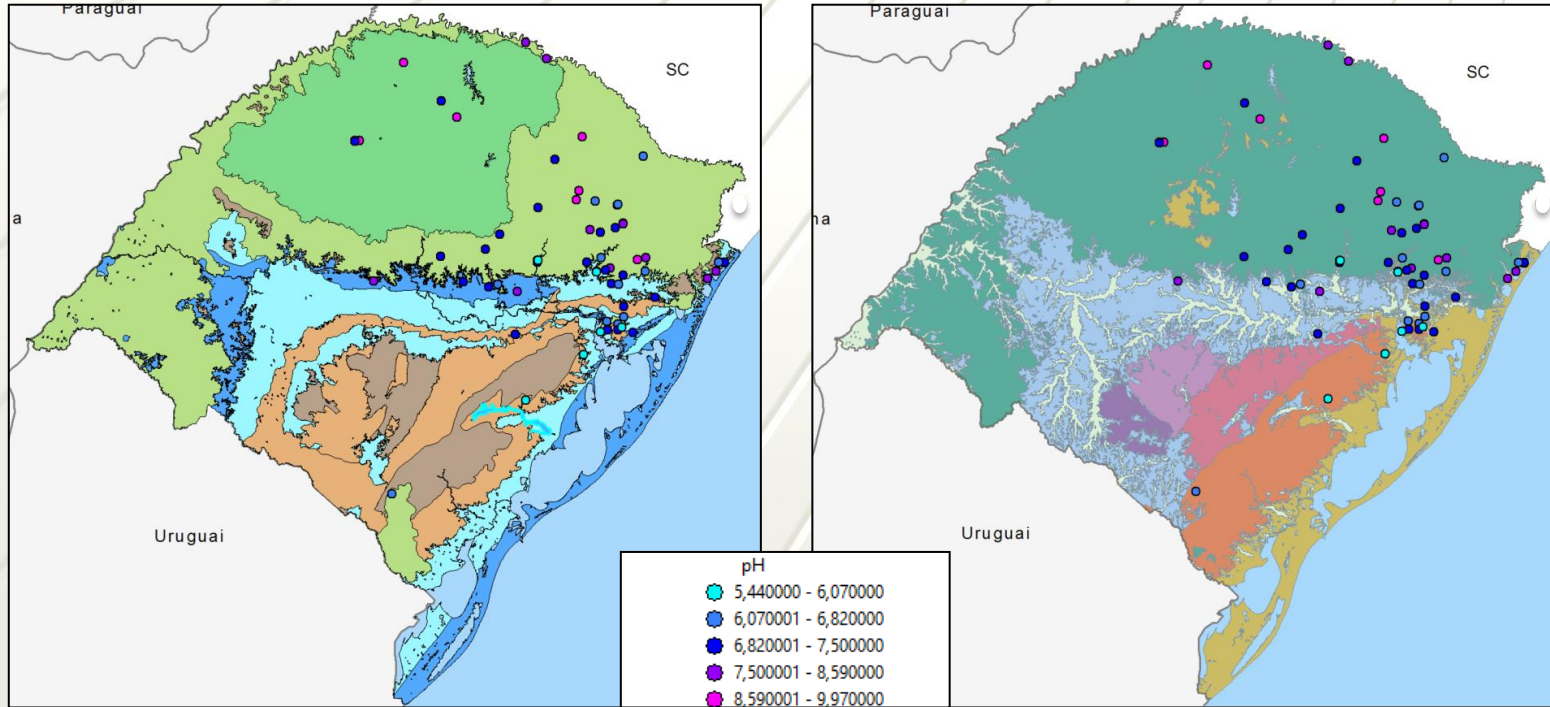 Paraguai
SC
a
Uruguai
Paraguai
SC
na
Uruguai
pH
5,440000 - 6,070000
6,070001 - 6,820000
6,820001 - 7,500000
7,500001 - 8,590000
8,590001 - 9,970000